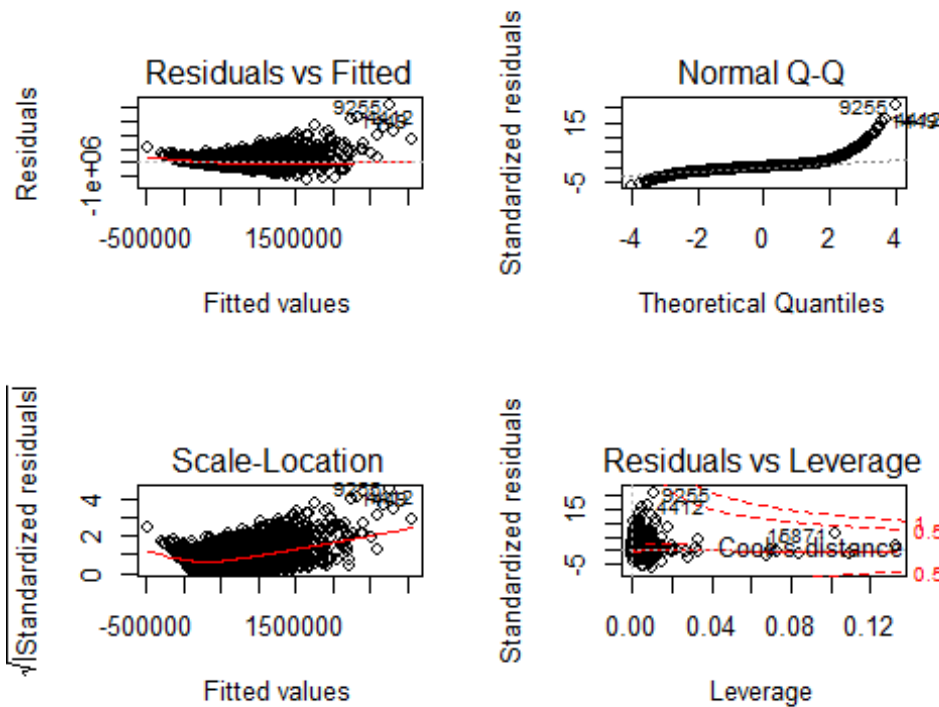 Residuals vs Fitted
Residuals
9255
-1e+06
-500000 1500000
Fitted values
Normal Q-Q
Standardized residuals
9255
15
-5
-4 -2 0 2 4
Theoretical Quantiles
Scale-Location
√|Standardized residuals|
4
2
0
-500000 1500000
Fitted values
Residuals vs Leverage
Standardized residuals
9255
4412
15871
Cook's distance
15
5
-5
1
0.5
0.5
0.00 0.04 0.08 0.12
Leverage